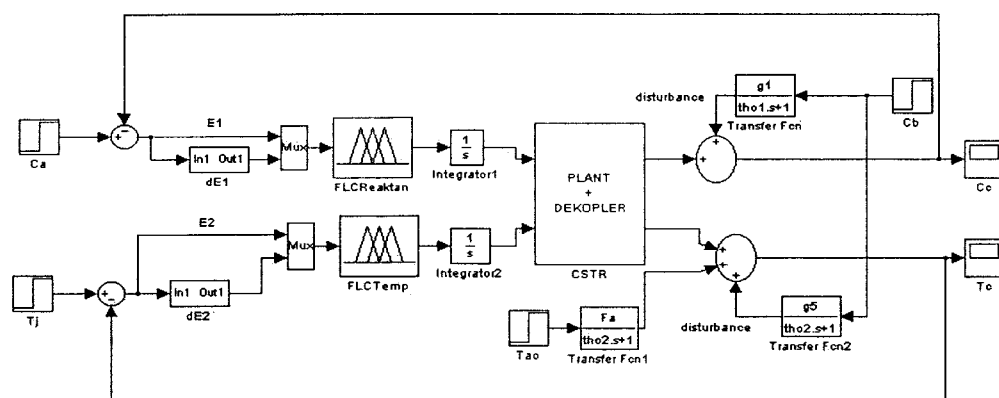 g1
tho1.s+1
Transfer Fcn
disturbance
Cb
Ca
E1
In1 Out1
dE1
Mux
FLCReaktan
1
s
Integrator1
PLANT
+
DEKOPLER
CSTR
Cc
E2
In1 Out1
dE2
Mux
FLCTemp
1
s
Integrator2
Tj
Tc
Tao
Fa
tho2.s+1
Transfer Fcn1
disturbance
g5
tho2.s+1
Transfer Fcn2